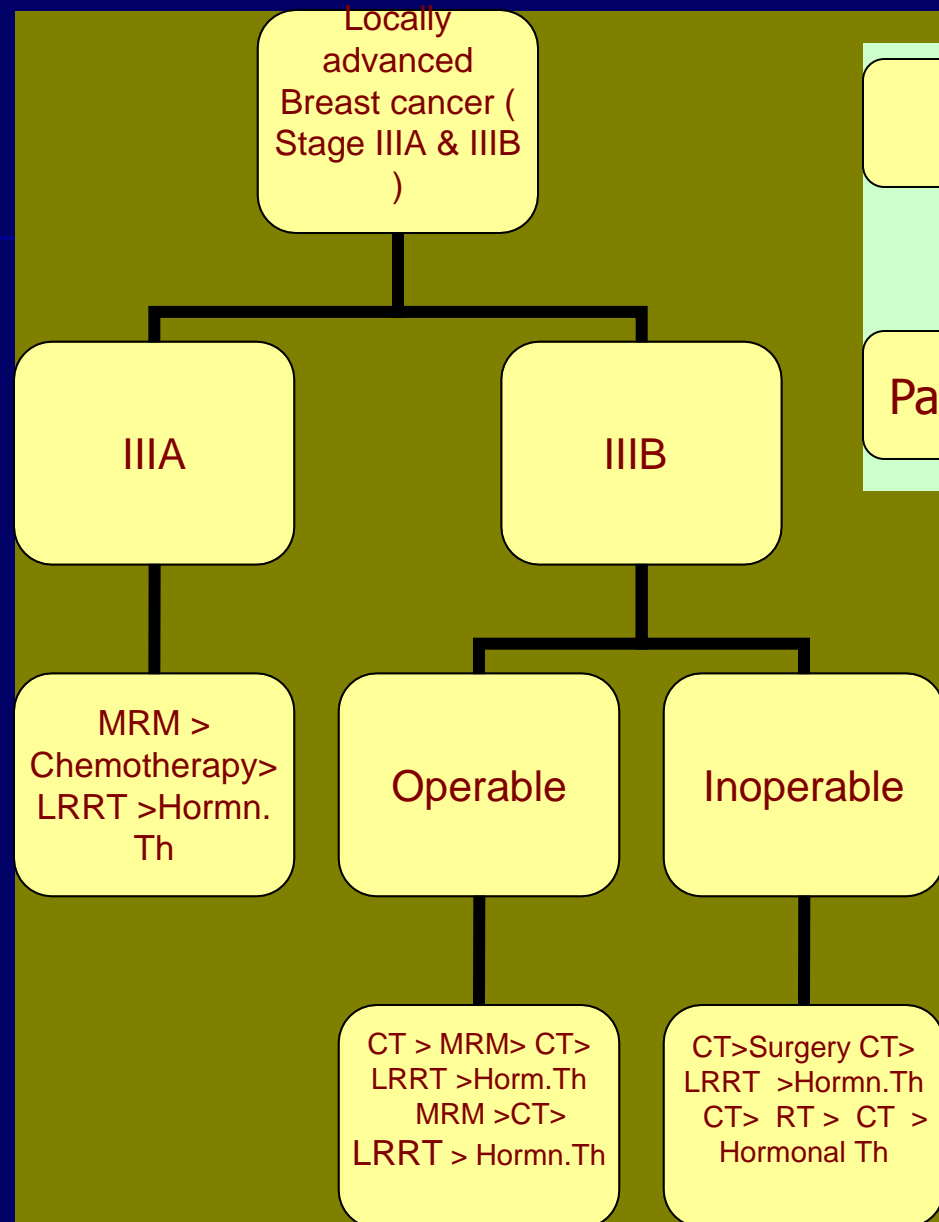 Locally
advanced
Breast cancer (
Stage IIIA & IIIB
)
IIIA
IIIB
Pa
MRM >
Chemotherapy>
LRRT >Hormn.
Th
Operable
Inoperable
CT > MRM> CT>
LRRT >Horm.Th
MRM >CT>
LRRT > Hormn.Th
CT>Surgery CT>
LRRT >Hormn.Th
CT> RT > CT >
Hormonal Th